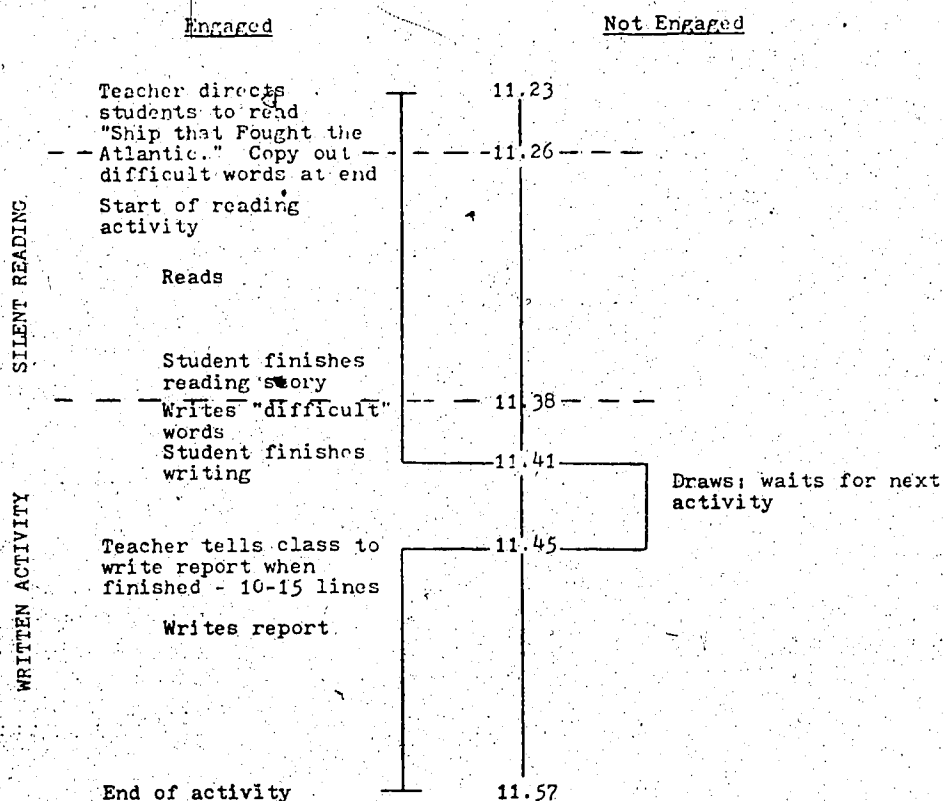 Engaged
Not Engaged
Teacher directs
11.23
students to read
"Ship that Fought the
Atlantic." Copy out
11.26
difficult words at end
Start of reading
activity
SILENT READING
Reads
Student finishes
reading story
11.38
Writes "difficult"
words
Student finishes
11.41
writing
Draws; waits for next
activity
WRITTEN ACTIVITY
Teacher tells class to
11.45
write report when
finished - 10-15 lines
Writes report
End of activity
11.57